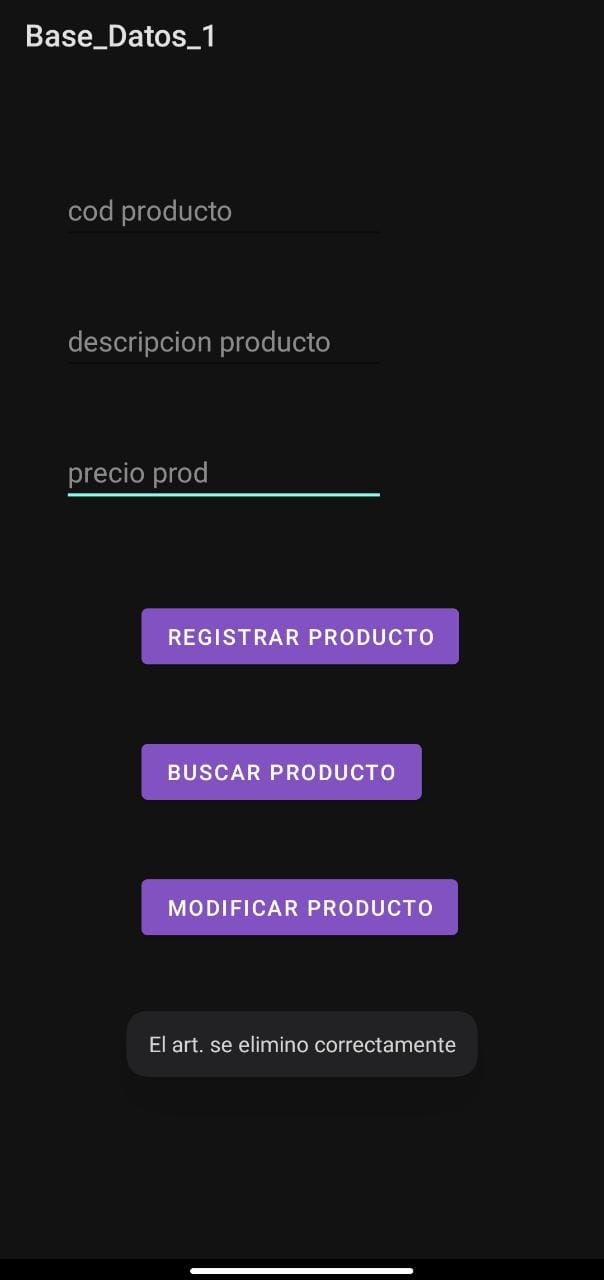 Base_Datos_1
cod producto
descripcion producto
precio prod
REGISTRAR PRODUCTO
BUSCAR PRODUCTO
MODIFICAR PRODUCTO
El art. se elimino correctamente